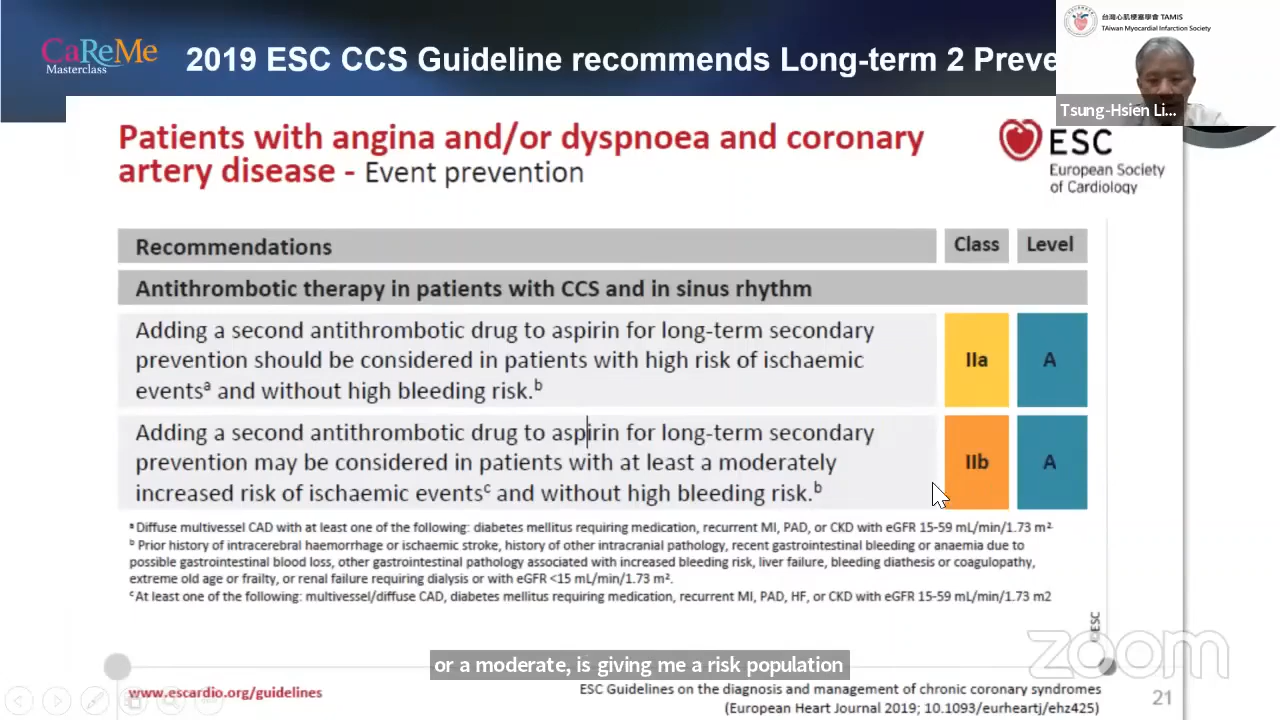 CaReMe
Masterclass
2019 ESC CCS Guideline recommends Long-term 2 Preve
台灣心肌梗塞學會 TAMIS
TAiwan Myocardial Infarction Society
Tsung-Hsien Li...
Patients with angina and/or dyspnoea and coronary
artery disease - Event prevention
ESC
European Society
of Cardiology
Recommendations
Class
Level
Antithrombotic therapy in patients with CCS and in sinus rhythm
Adding a second antithrombotic drug to aspirin for long-term secondary
prevention should be considered in patients with high risk of ischaemic
eventsᵃ and without high bleeding risk.ᵇ
IIa
A
Adding a second antithrombotic drug to aspirin for long-term secondary
prevention may be considered in patients with at least a moderately
increased risk of ischaemic eventsᶜ and without high bleeding risk.ᵇ
IIb
A
ᵃ Diffuse multivessel CAD with at least one of the following: diabetes mellitus requiring medication, recurrent MI, PAD, or CKD with eGFR 15-59 mL/min/1.73 m².
ᵇ Prior history of intracerebral haemorrhage or ischaemic stroke, history of other intracranial pathology, recent gastrointestinal bleeding or anaemia due to
possible gastrointestinal blood loss, other gastrointestinal pathology associated with increased bleeding risk, liver failure, bleeding diathesis or coagulopathy,
extreme old age or frailty, or renal failure requiring dialysis or with eGFR <15 mL/min/1.73 m².
ᶜ At least one of the following: multivessel/diffuse CAD, diabetes mellitus requiring medication, recurrent MI, PAD, HF, or CKD with eGFR 15-59 mL/min/1.73 m2
©ESC
zoom
or a moderate, is giving me a risk population
www.escardio.org/guidelines
ESC Guidelines on the diagnosis and management of chronic coronary syndromes
(European Heart Journal 2019; 10.1093/eurheartj/ehz425)
21